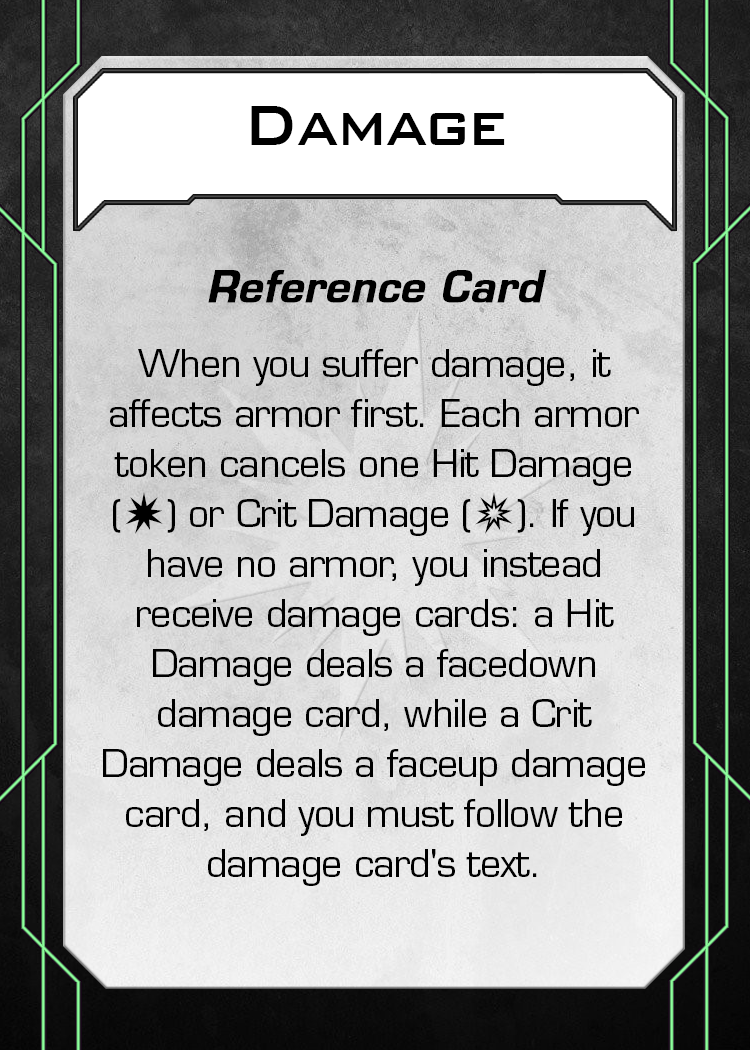 DAMAGE
Reference Card
When you suffer damage, it
affects armor first. Each armor
token cancels one Hit Damage
(✸) or Crit Damage (✵). If you
have no armor, you instead
receive damage cards: a Hit
Damage deals a facedown
damage card, while a Crit
Damage deals a faceup damage
card, and you must follow the
damage card's text.